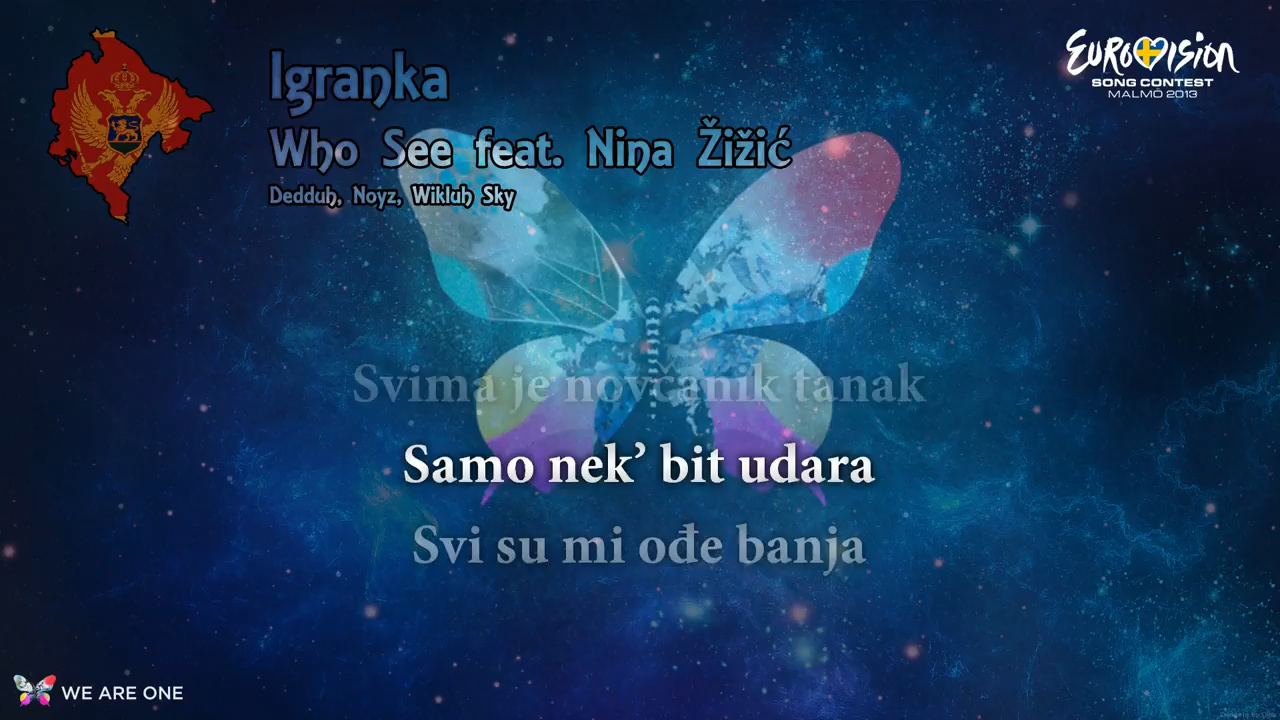 Igranka
Who See feat. Nina Žižić
Dedduh, Noyz, Wikluh Sky
EUROVISION
SONG CONTEST
MALMÖ 2013
Svima je novčanik tanak
Samo nek’ bit udara
Svi su mi ođe banja
WE ARE ONE